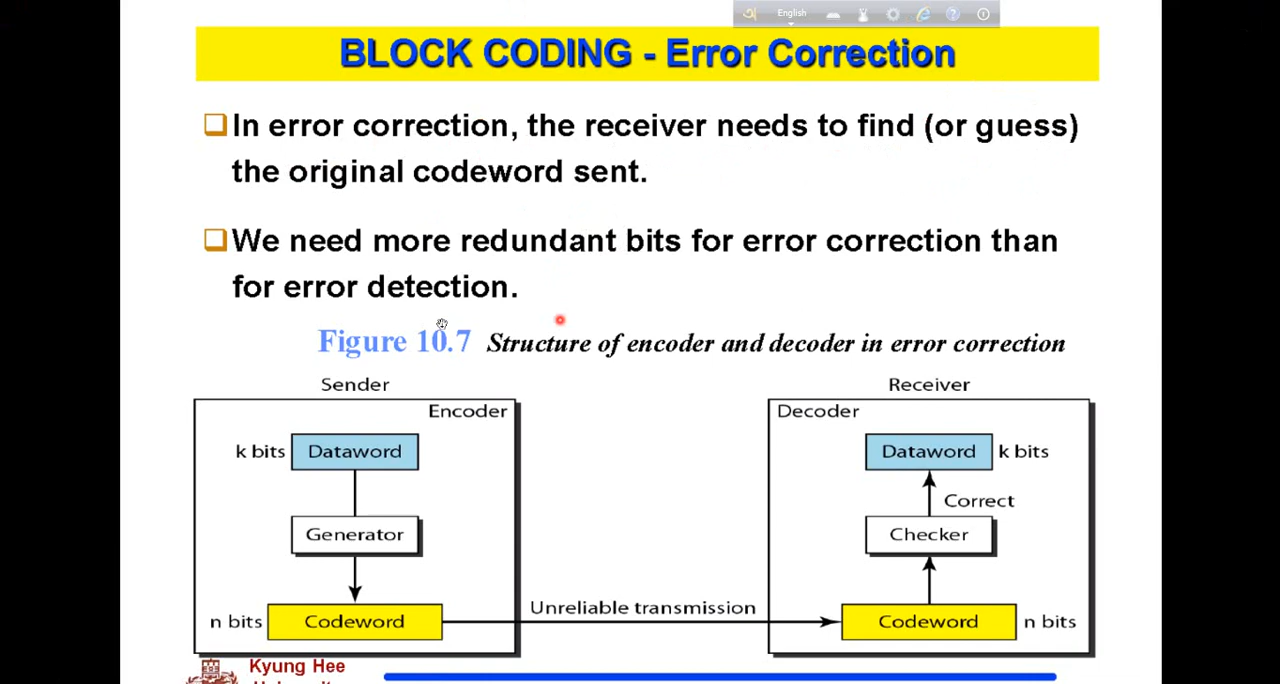 English
BLOCK CODING - Error Correction
In error correction, the receiver needs to find (or guess)
the original codeword sent.
We need more redundant bits for error correction than
for error detection.
Figure 10.7 Structure of encoder and decoder in error correction
Sender
Receiver
Encoder
Decoder
k bits
Dataword
Dataword
k bits
Correct
Generator
Checker
Unreliable transmission
n bits
Codeword
Codeword
n bits
Kyung Hee